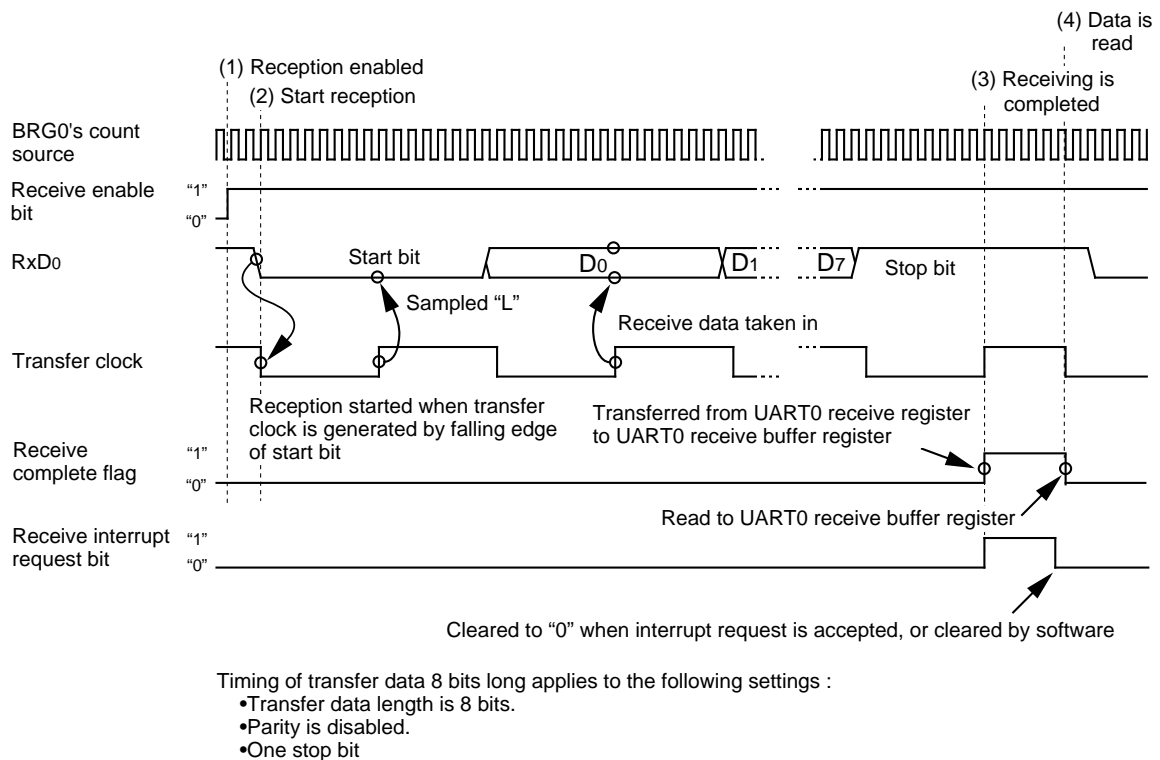 (4) Data is
read
(1) Reception enabled
(3) Receiving is
completed
(2) Start reception
BRG0's count
source
Receive enable
bit
“1”
“0”
RxD0
Start bit
D0
D1
D7
Stop bit
Sampled “L”
Receive data taken in
Transfer clock
Reception started when transfer
clock is generated by falling edge
of start bit
Transferred from UART0 receive register
to UART0 receive buffer register
Receive
complete flag
“1”
“0”
Read to UART0 receive buffer register
Receive interrupt
request bit
“1”
“0”
Cleared to “0” when interrupt request is accepted, or cleared by software
Timing of transfer data 8 bits long applies to the following settings :
•Transfer data length is 8 bits.
•Parity is disabled.
•One stop bit